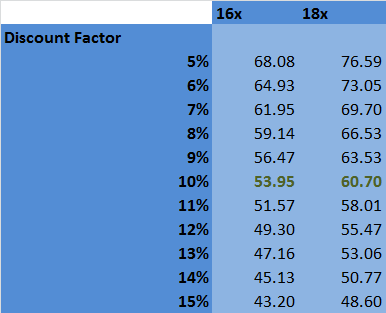 16x 18x
Discount Factor
5% 68.08 76.59
6% 64.93 73.05
7% 61.95 69.70
8% 59.14 66.53
9% 56.47 63.53
10% 53.95 60.70
11% 51.57 58.01
12% 49.30 55.47
13% 47.16 53.06
14% 45.13 50.77
15% 43.20 48.60